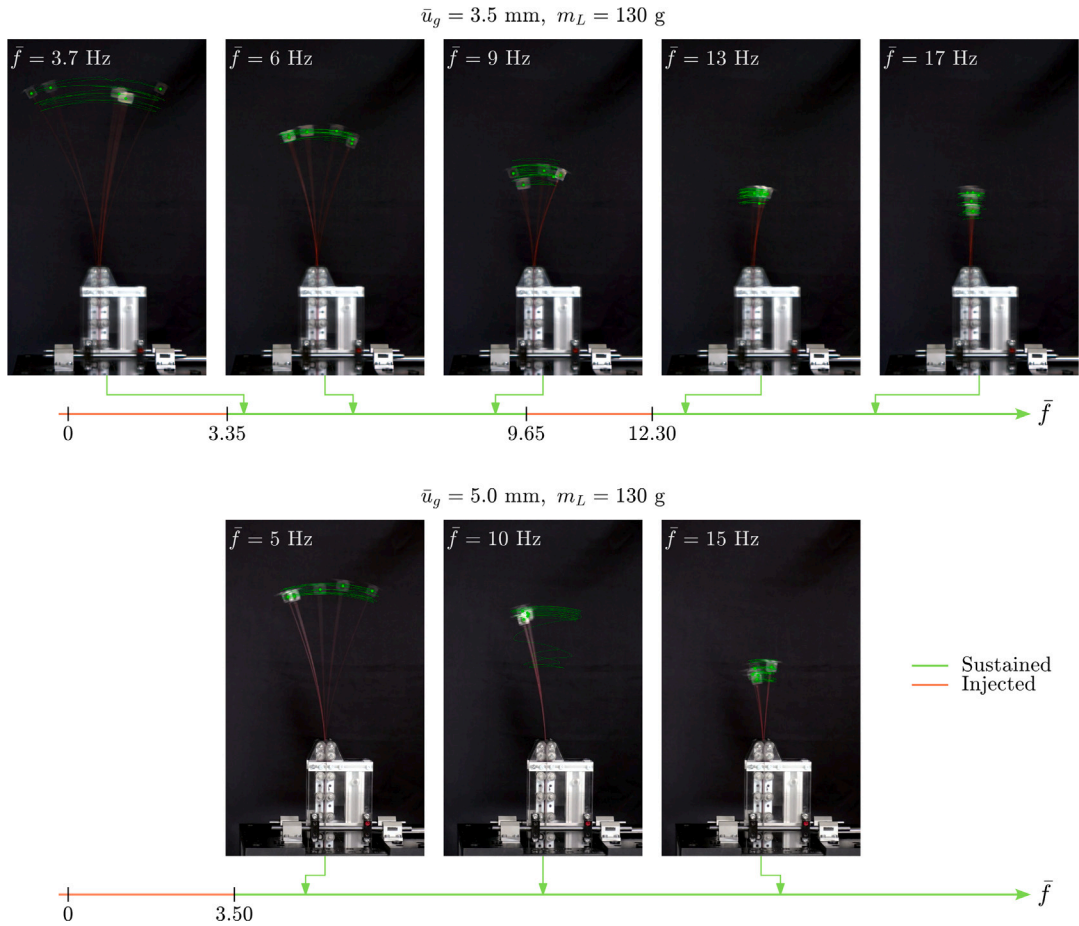 ū_g = 3.5 mm, m_L = 130 g
f̄ = 3.7 Hz
f̄ = 6 Hz
f̄ = 9 Hz
f̄ = 13 Hz
f̄ = 17 Hz
0
3.35
9.65
12.30
f̄
ū_g = 5.0 mm, m_L = 130 g
f̄ = 5 Hz
f̄ = 10 Hz
f̄ = 15 Hz
Sustained
Injected
0
3.50
f̄